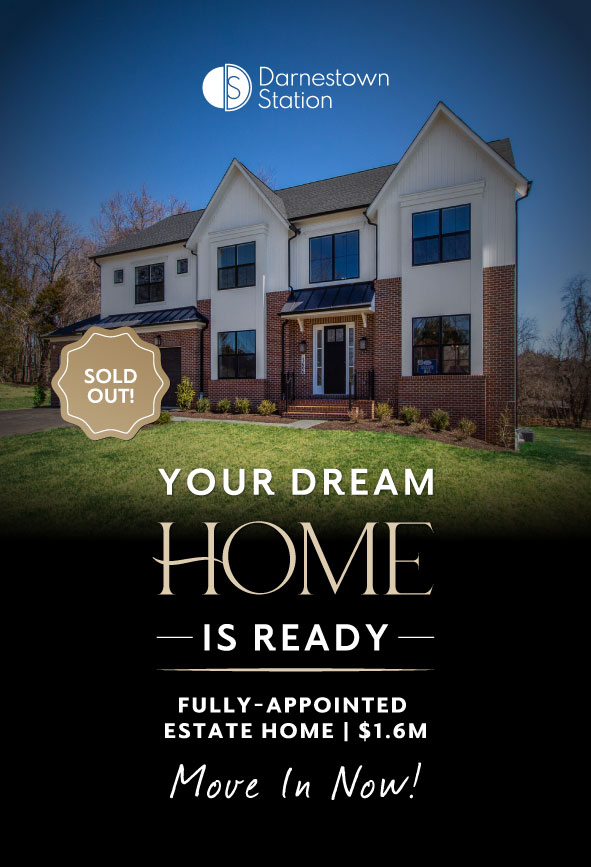 Darnestown
Station
SOLD
OUT!
YOUR DREAM
HOME
IS READY
FULLY-APPOINTED
ESTATE HOME | $1.6M
Move In Now!